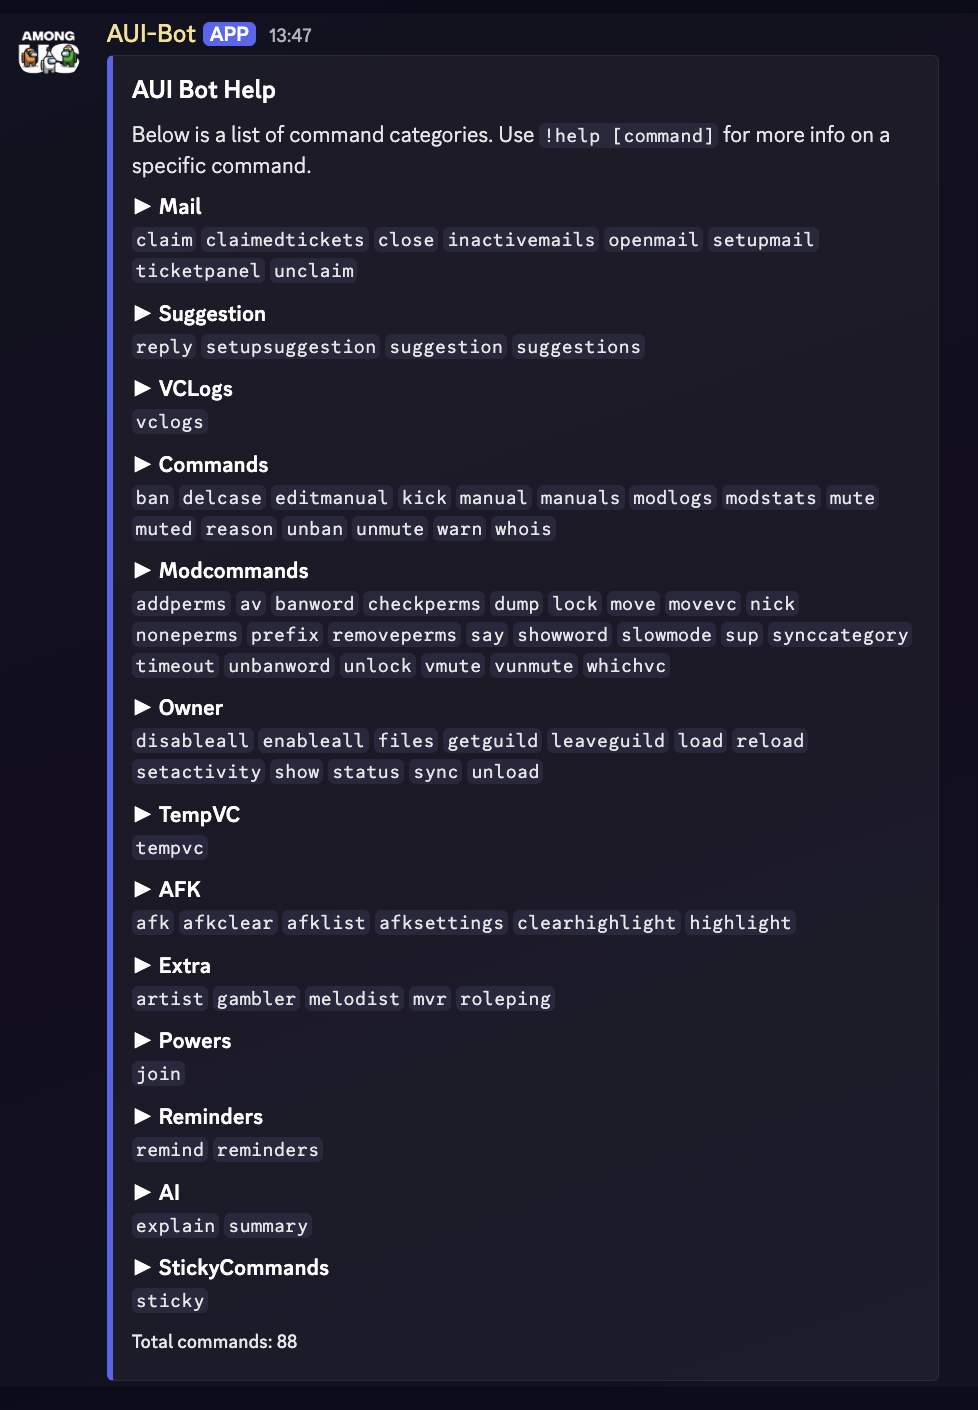 AMONG
US
AUI-Bot APP 13:47
AUI Bot Help
Below is a list of command categories. Use !help [command] for more info on a
specific command.
► Mail
claim claimedtickets close inactivemails openmail setupmail
ticketpanel unclaim
► Suggestion
reply setupsuggestion suggestion suggestions
► VCLogs
vclogs
► Commands
ban delcase editmanual kick manual manuals modlogs modstats mute
muted reason unban unmute warn whois
► Modcommands
addperms av banword checkperms dump lock move movevc nick
noneperms prefix removeperms say showword slowmode sup synccategory
timeout unbanword unlock vmute vunmute whichvc
► Owner
disableall enableall files getguild leaveguild load reload
setactivity show status sync unload
► TempVC
tempvc
► AFK
afk afkclear afklist afksettings clearhighlight highlight
► Extra
artist gambler melodist mvr roleping
► Powers
join
► Reminders
remind reminders
► AI
explain summary
► StickyCommands
sticky
Total commands: 88